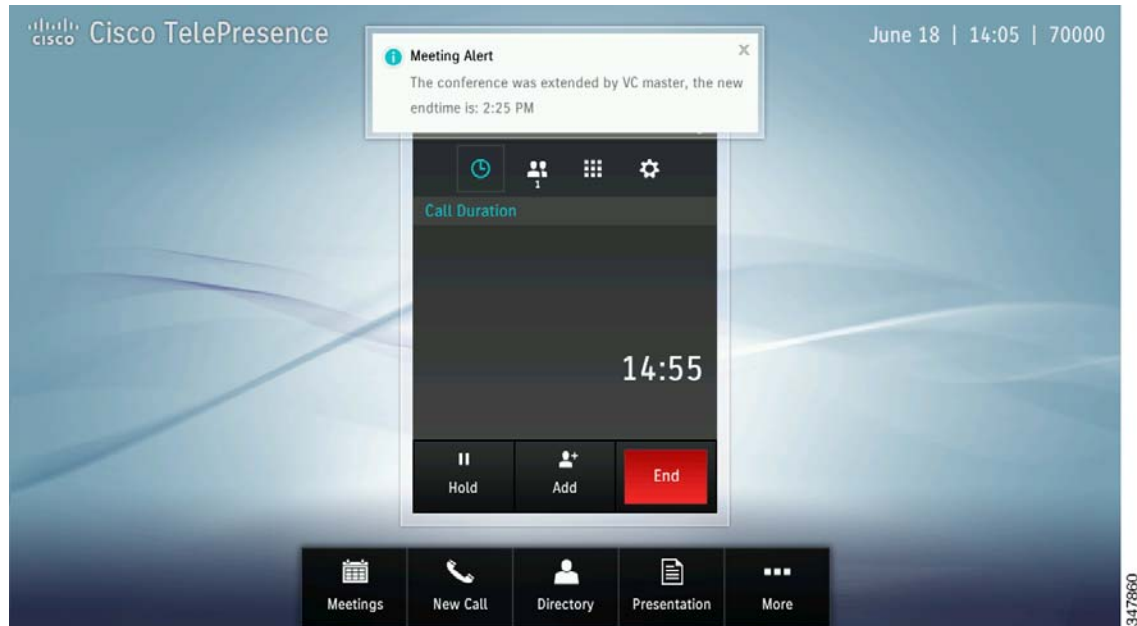 cisco Cisco TelePresence
June 18 | 14:05 | 70000
Meeting Alert
x
The conference was extended by VC master, the new
endtime is: 2:25 PM
1
Call Duration
14:55
Hold Add End
Meetings New Call Directory Presentation More
347860